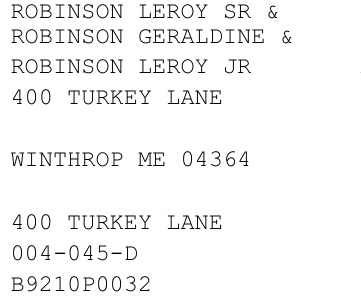 ROBINSON LEROY SR &
ROBINSON GERALDINE &
ROBINSON LEROY JR
400 TURKEY LANE
WINTHROP ME 04364
400 TURKEY LANE
004-045-D
B9210P0032